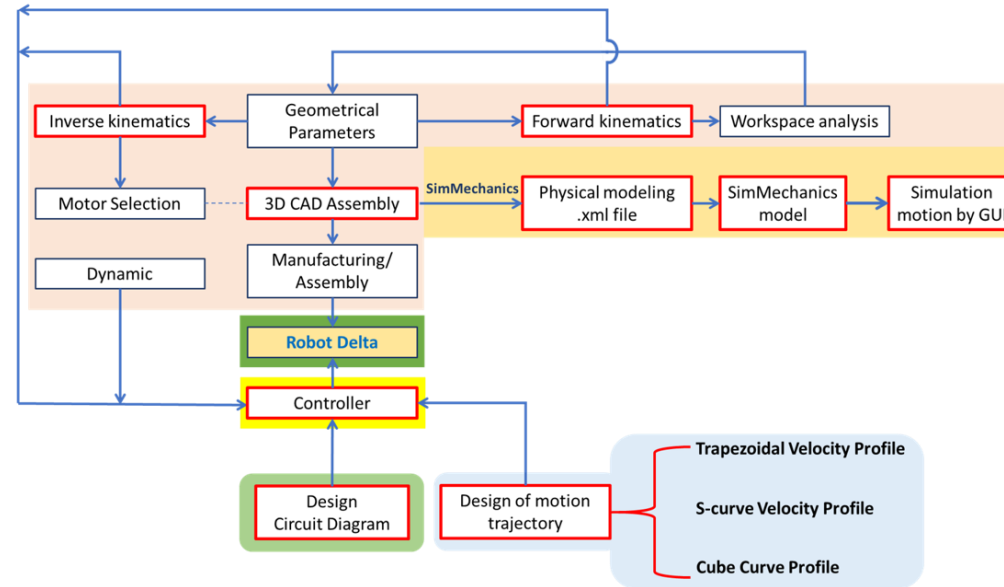 Geometrical
Parameters
Inverse kinematics
Forward kinematics
Workspace analysis
SimMechanics
Motor Selection
3D CAD Assembly
Physical modeling
.xml file
SimMechanics
model
Simulation
motion by GUI
Dynamic
Manufacturing/
Assembly
Robot Delta
Controller
Trapezoidal Velocity Profile
Design
Circuit Diagram
Design of motion
trajectory
S-curve Velocity Profile
Cube Curve Profile